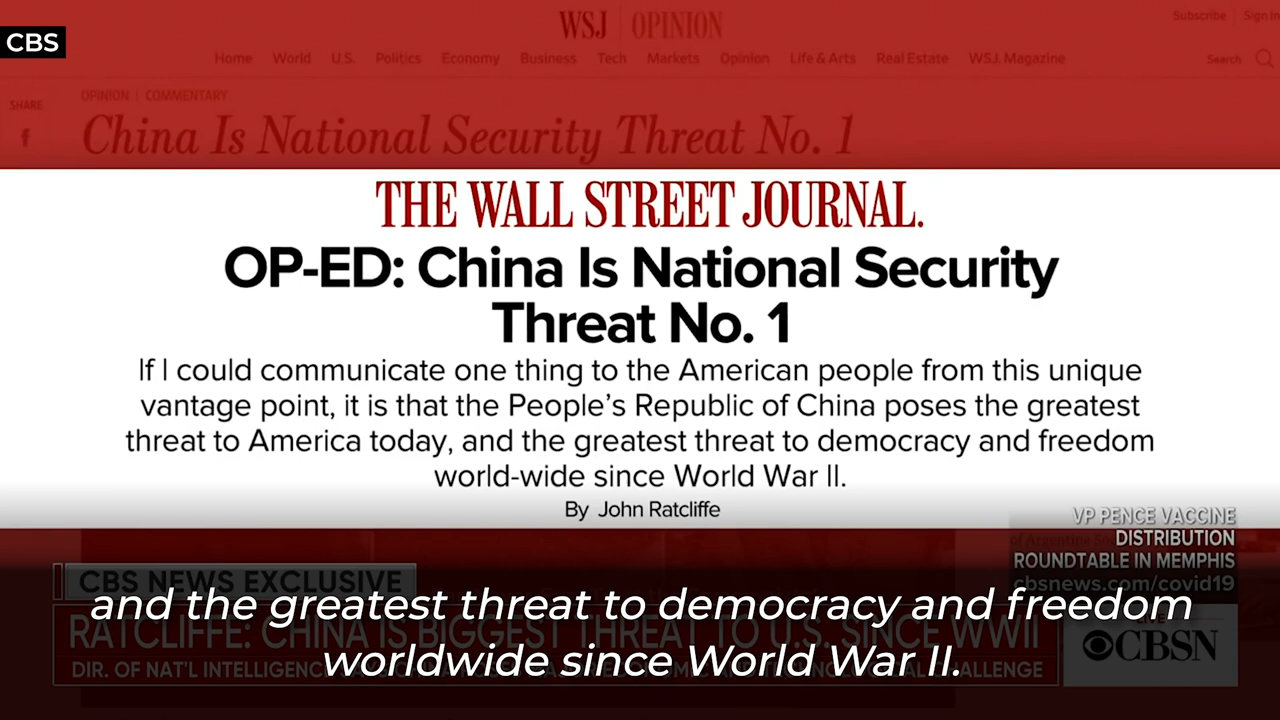 CBS
WSJ | OPINION
Subscribe
Sign In
Home World U.S. Politics Economy Business Tech Markets Opinion Life & Arts Real Estate WSJ. Magazine
Search
SHARE
OPINION | COMMENTARY
China Is National Security Threat No. 1
THE WALL STREET JOURNAL.
OP-ED: China Is National Security
Threat No. 1
If I could communicate one thing to the American people from this unique
vantage point, it is that the People's Republic of China poses the greatest
threat to America today, and the greatest threat to democracy and freedom
world-wide since World War II.
By John Ratcliffe
VP PENCE VACCINE
DISTRIBUTION
ROUNDTABLE IN MEMPHIS
cbsnews.com/covid19
CBS NEWS EXCLUSIVE
and the greatest threat to democracy and freedom
RATCLIFFE: CHINA IS BIGGEST THREAT TO U.S. SINCE WWII
worldwide since World War II.
DIR. OF NAT'L INTELLIGENCE
LIVE
CBSN